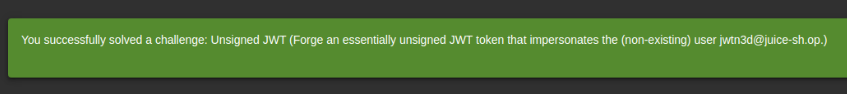 You successfully solved a challenge: Unsigned JWT (Forge an essentially unsigned JWT token that impersonates the (non-existing) user jwtn3d@juice-sh.op.)